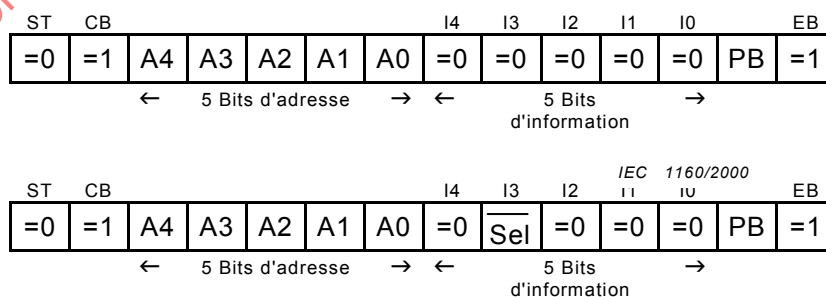 ST CB I4 I3 I2 I1 I0 EB
=0 =1 A4 A3 A2 A1 A0 =0 =0 =0 =0 =0 PB =1
← 5 Bits d'adresse → ← 5 Bits →
d'information
IEC 1160/2000
ST CB I4 I3 I2 I1 I0 EB
=0 =1 A4 A3 A2 A1 A0 =0 Sel =0 =0 =0 PB =1
← 5 Bits d'adresse → ← 5 Bits →
d'information